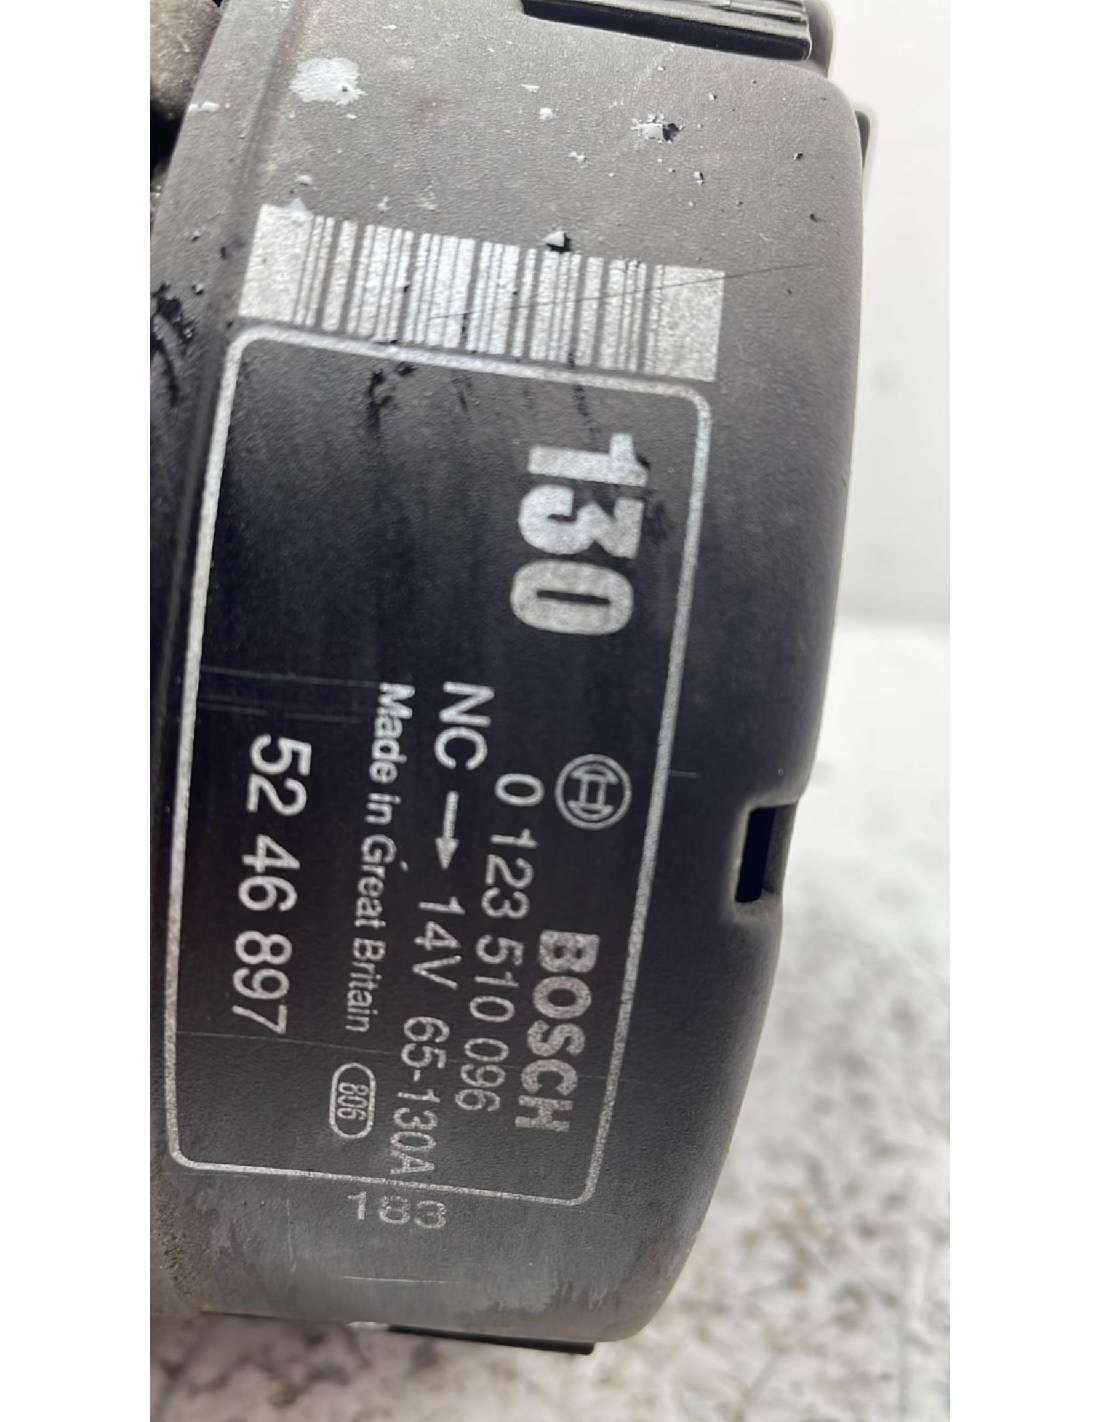 130
BOSCH
0 123 510 096
NC 14V 65-130A
Made in Great Britain 806
52 46 897
183